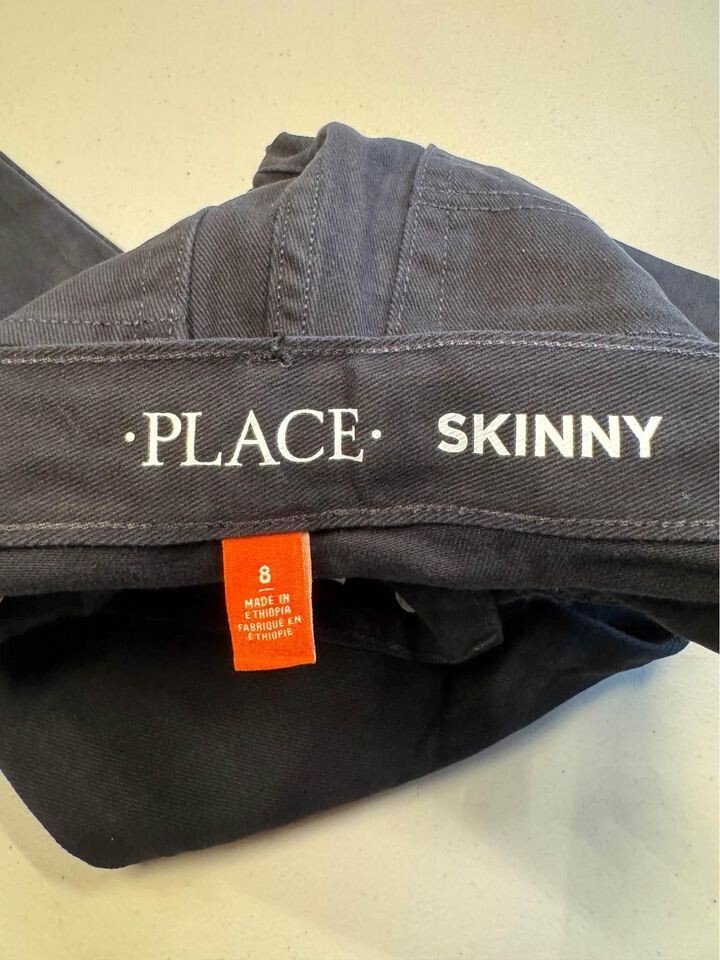 ·PLACE· SKINNY
8
MADE IN
ETHIOPIA
FABRIQUÉ EN
ÉTHIOPIE